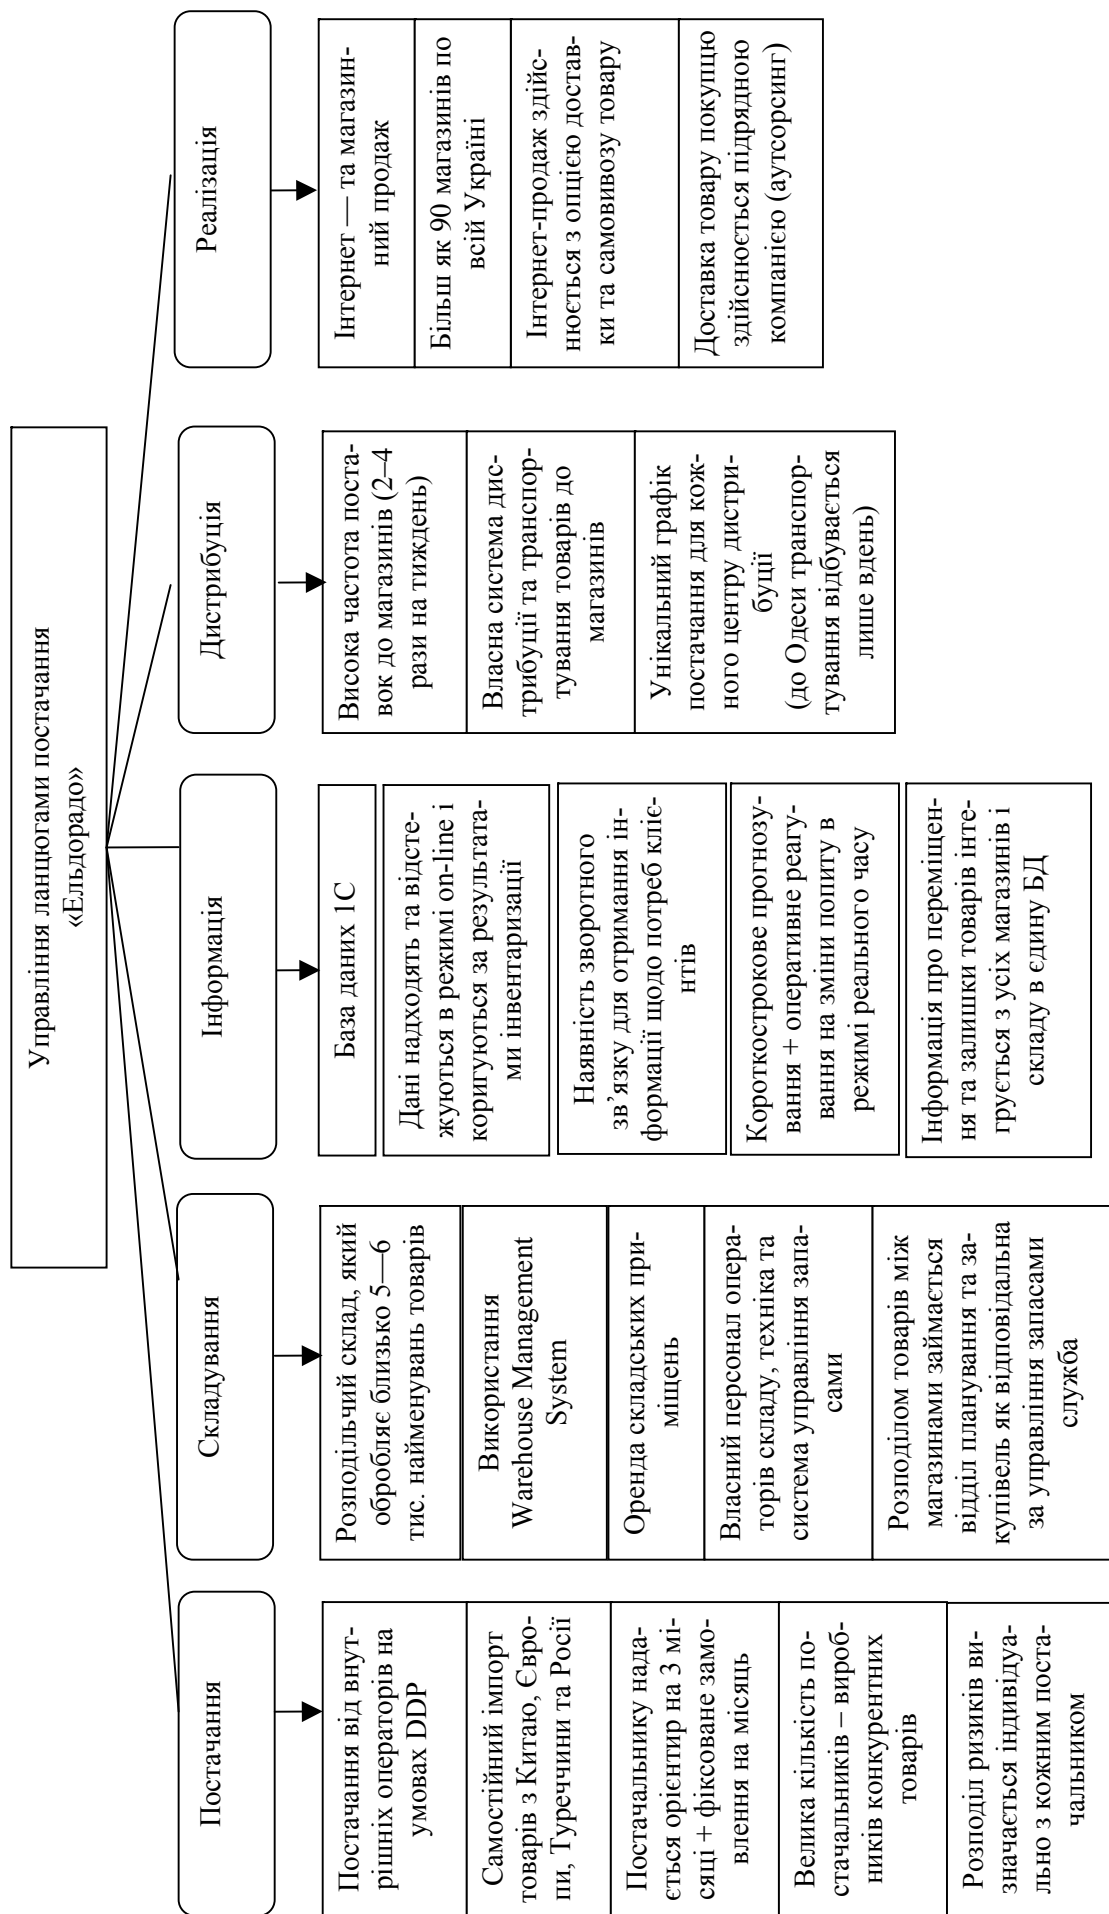 Управління ланцюгами постачання
«Ельдорадо»
Постачання
Постачання від внут-
рішніх операторів на
умовах DDP
Самостійний імпорт
товарів з Китаю, Євро-
пи, Туреччини та Росії
Постачальнику нада-
ється орієнтир на 3 мі-
сяці + фіксоване замо-
влення на місяць
Велика кількість по-
стачальників – вироб-
ників конкурентних
товарів
Розподіл ризиків ви-
значається індивідуа-
льно з кожним поста-
чальником
Складування
Розподільчий склад, який
обробляє близько 5—6
тис. найменувань товарів
Використання
Warehouse Management
System
Оренда складських при-
міщень
Власний персонал опера-
торів складу, техніка та
система управління запа-
сами
Розподілом товарів між
магазинами займається
відділ планування та за-
купівель як відповідальна
за управління запасами
служба
Інформація
База даних 1С
Дані надходять та відсте-
жуються в режимі on-line і
коригуються за результата-
ми інвентаризації
Наявність зворотного
зв’язку для отримання ін-
формації щодо потреб кліє-
нтів
Короткострокове прогнозу-
вання + оперативне реагу-
вання на зміни попиту в
режимі реального часу
Інформація про переміщен-
ня та залишки товарів інте-
грується з усіх магазинів і
складу в єдину БД
Дистрибуція
Висока частота поста-
вок до магазинів (2–4
рази на тиждень)
Власна система дис-
трибуції та транспор-
тування товарів до
магазинів
Унікальний графік
постачання для кож-
ного центру дистри-
буції
(до Одеси транспор-
тування відбувається
лише вдень)
Реалізація
Інтернет — та магазин-
ний продаж
Більш як 90 магазинів по
всій Україні
Інтернет-продаж здійс-
нюється з опцією достав-
ки та самовивозу товару
Доставка товару покупцю
здійснюється підрядною
компанією (аутсорсинг)